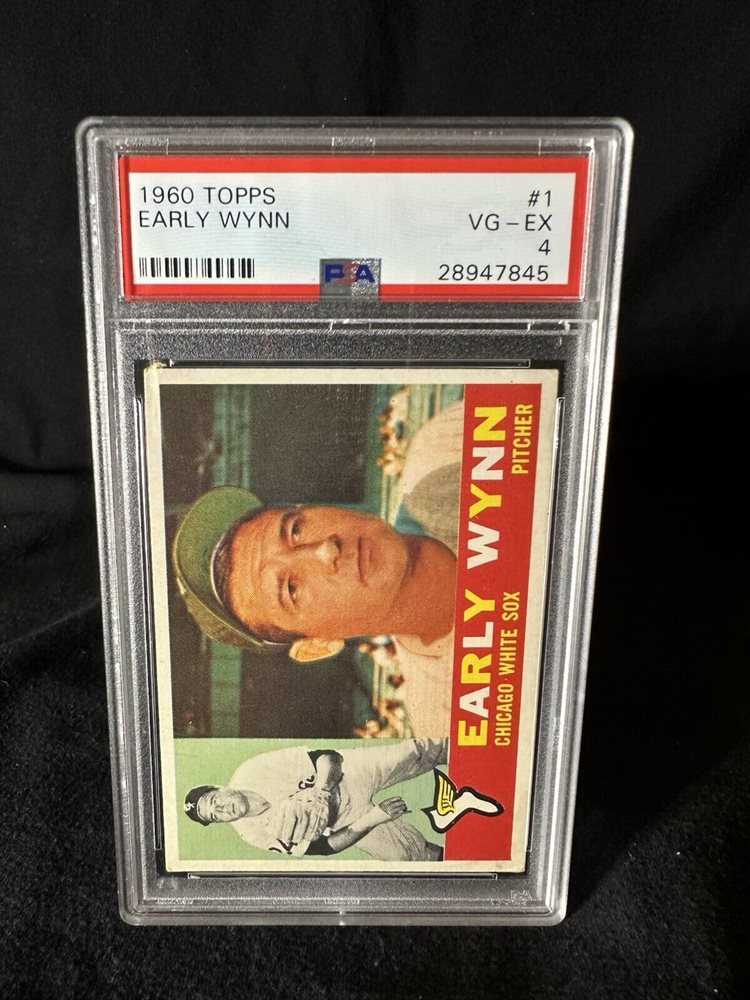 1960 TOPPS #1
EARLY WYNN VG-EX
4
PSA 28947845
EARLY WYNN
CHICAGO WHITE SOX PITCHER